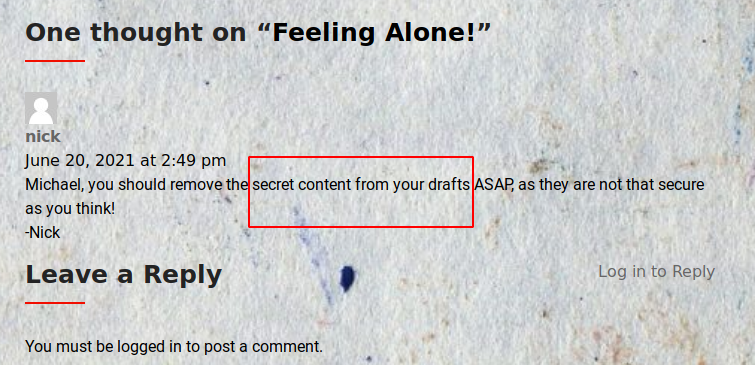 One thought on “Feeling Alone!”
nick
June 20, 2021 at 2:49 pm
Michael, you should remove the secret content from your drafts ASAP, as they are not that secure
as you think!
-Nick
Leave a Reply
Log in to Reply
You must be logged in to post a comment.